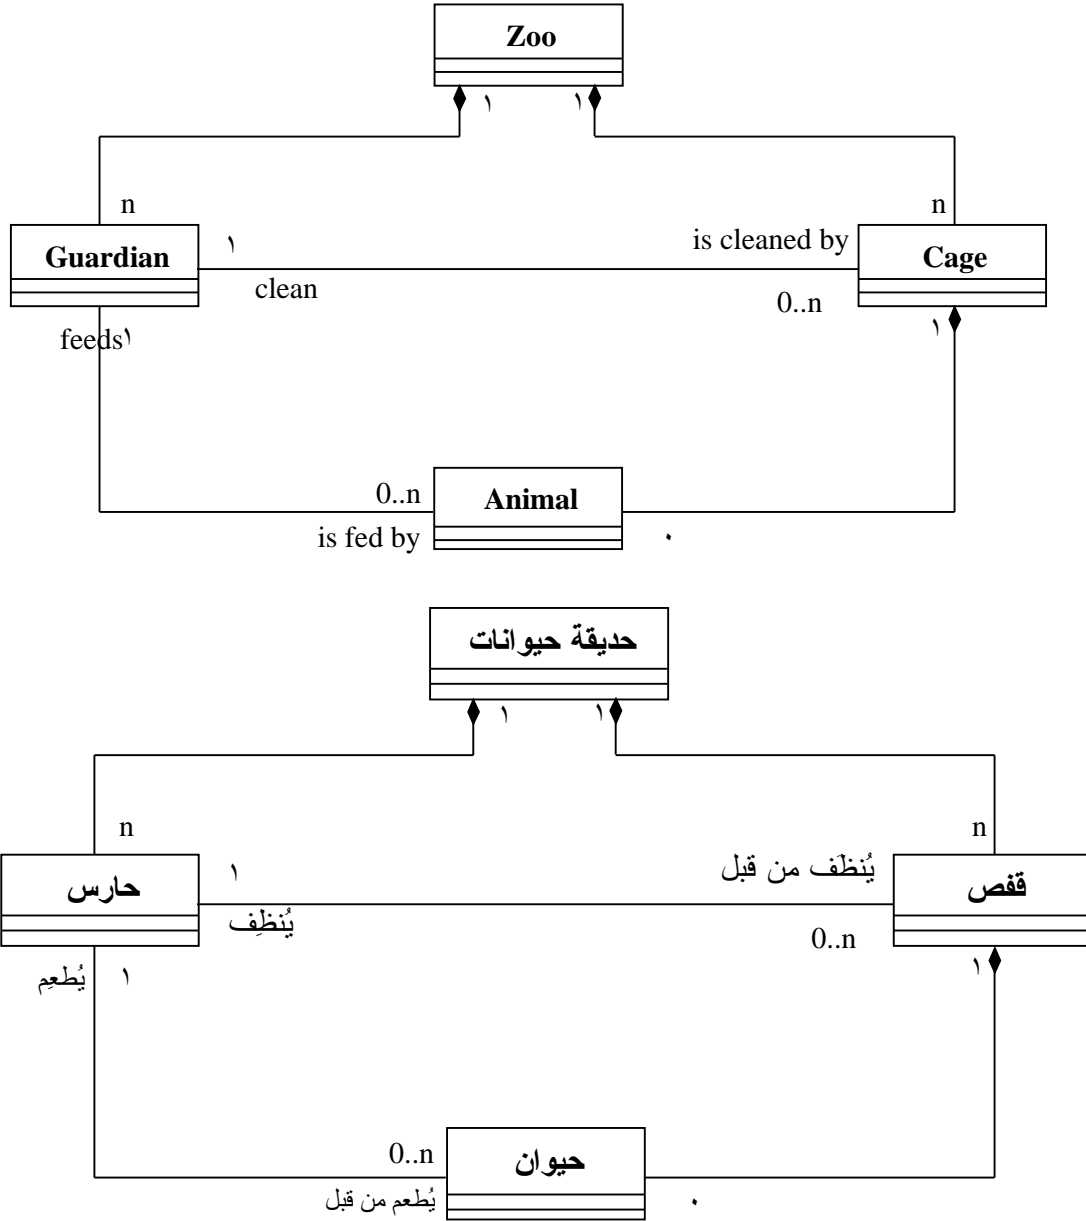 Zoo
١
١
n
n
Guardian
١
is cleaned by
Cage
clean
0..n
feeds١
١
0..n
Animal
is fed by
٠
حديقة حيوانات
١
١
n
n
حارس
١
يُنظَف من قبل
قفص
يُنظِف
0..n
يُطعِم
١
١
0..n
حيوان
يُطعم من قبل
٠